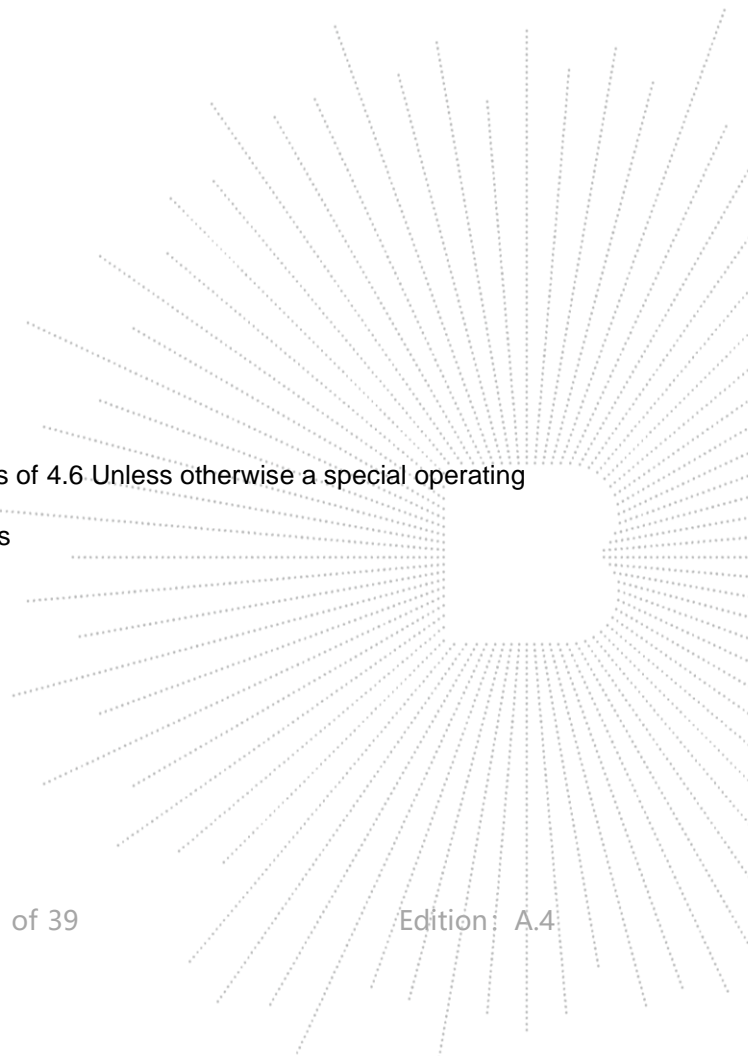 s of 4.6 Unless otherwise a special operating
s
of 39 Edition： A.4